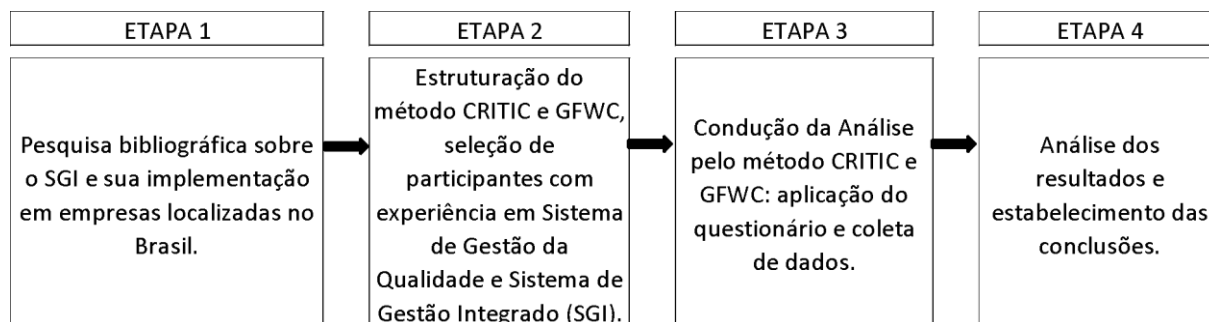 ETAPA 1
Pesquisa bibliográfica sobre
o SGI e sua implementação
em empresas localizadas no
Brasil.
ETAPA 2
Estruturação do
método CRITIC e GFWC,
seleção de
participantes com
experiência em Sistema
de Gestão da
Qualidade e Sistema de
Gestão Integrado (SGI).
ETAPA 3
Condução da Análise
pelo método CRITIC e
GFWC: aplicação do
questionário e coleta
de dados.
ETAPA 4
Análise dos
resultados e
estabelecimento das
conclusões.